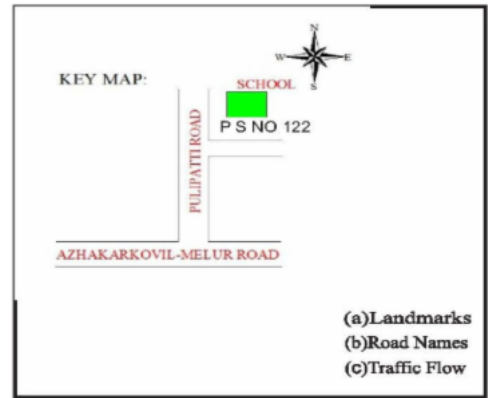 N
W E
S
KEY MAP:
SCHOOL
P S NO 122
PULIPATTI ROAD
AZHAKARKOVIL-MELUR ROAD
(a)Landmarks
(b)Road Names
(c)Traffic Flow